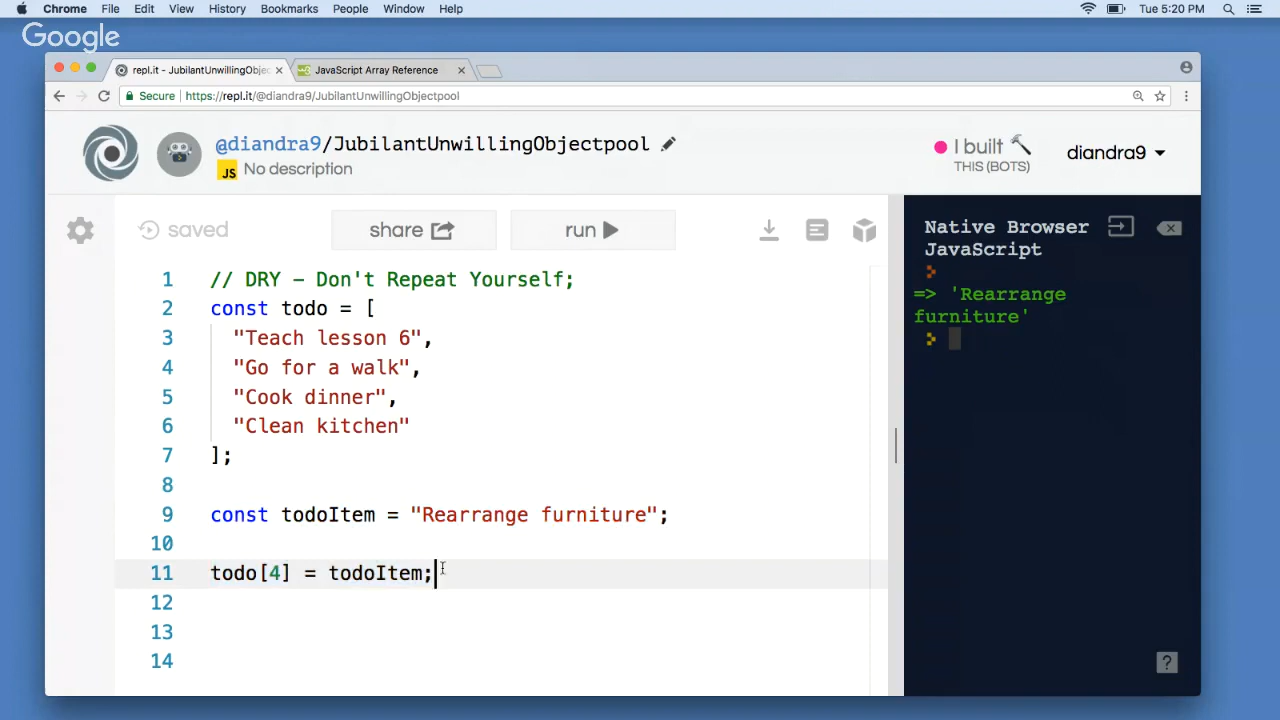 Chrome File Edit View History Bookmarks People Window Help Tue 5:20 PM
Google
repl.it - JubilantUnwillingObjec JavaScript Array Reference
Secure https://repl.it/@diandra9/JubilantUnwillingObjectpool
@diandra9/JubilantUnwillingObjectpool
JS No description
I built
THIS (BOTS)
diandra9
saved share run
1 // DRY - Don't Repeat Yourself;
2 const todo = [
3 "Teach lesson 6",
4 "Go for a walk",
5 "Cook dinner",
6 "Clean kitchen"
7 ];
8
9 const todoItem = "Rearrange furniture";
10
11 todo[4] = todoItem;
12
13
14
Native Browser
JavaScript
=> 'Rearrange
furniture'
?